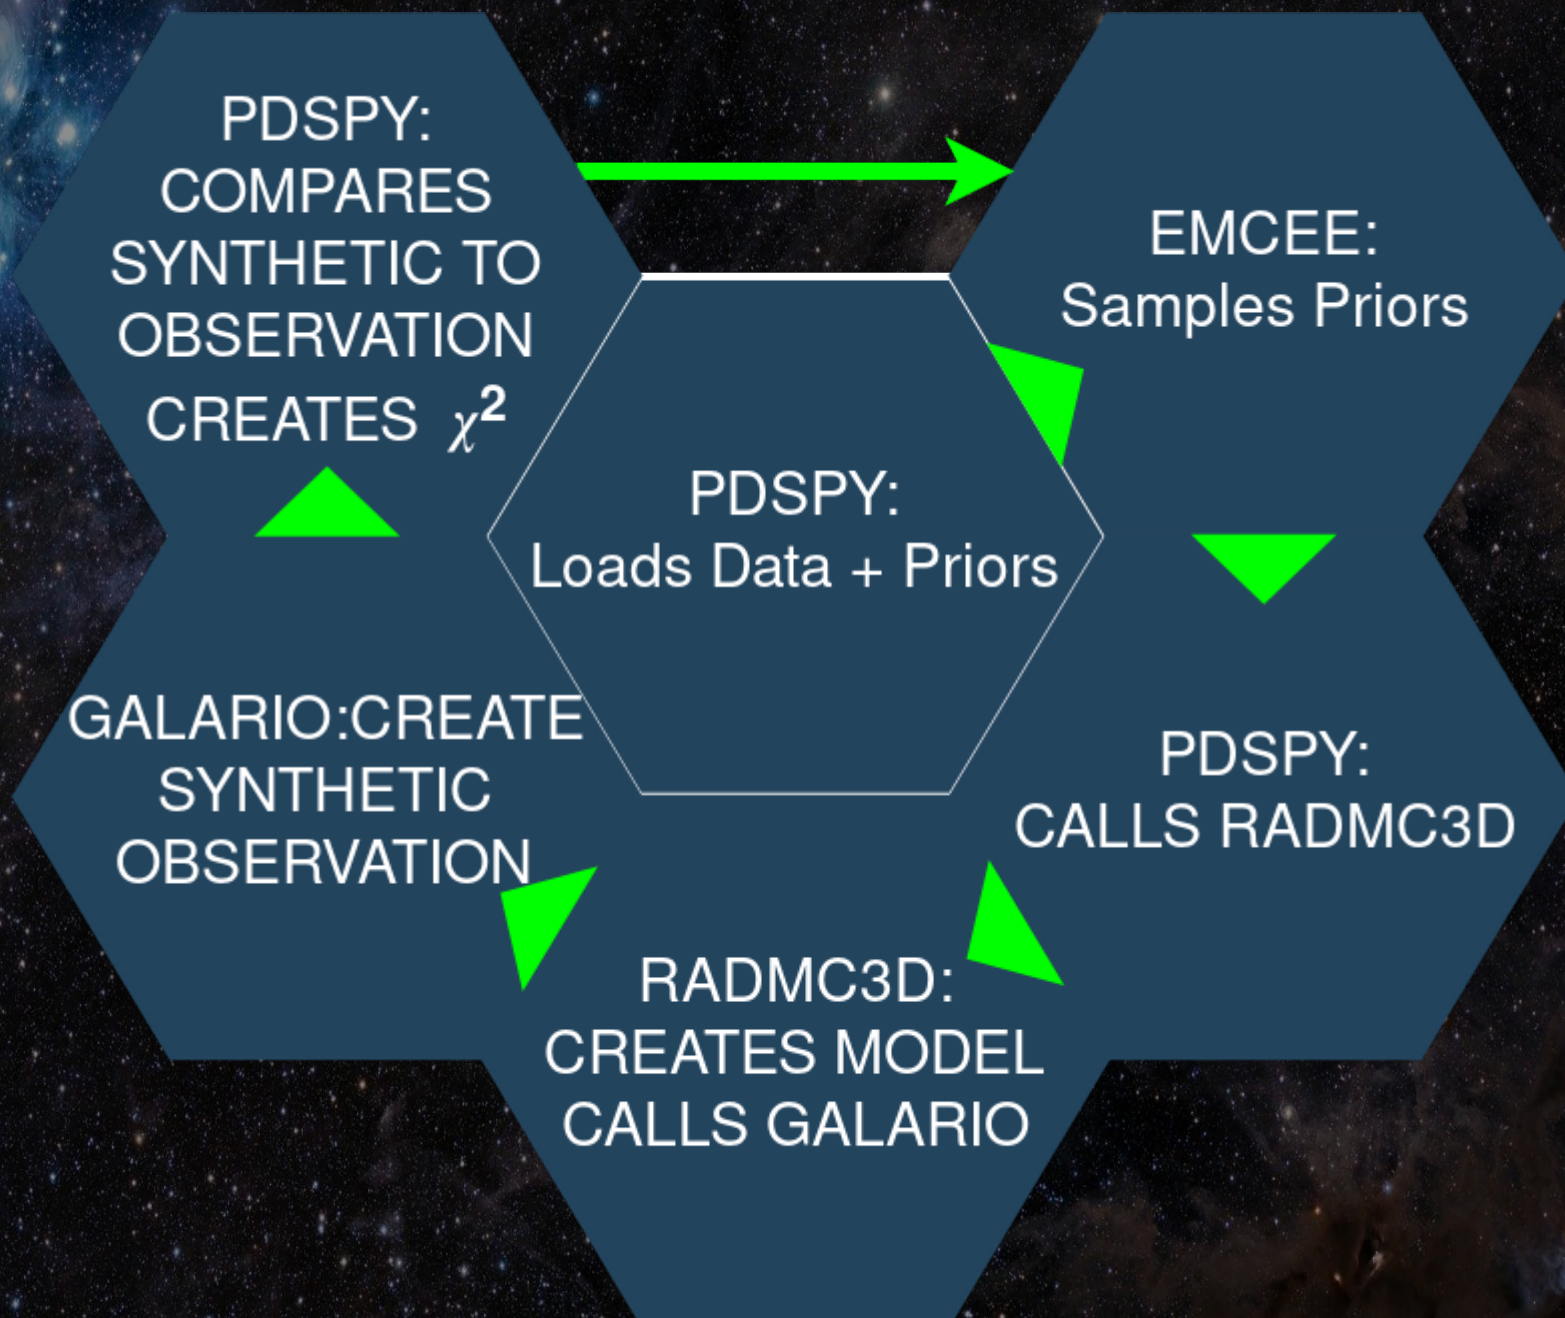 PDSPY:
COMPARES
SYNTHETIC TO
OBSERVATION
CREATES χ²
EMCEE:
Samples Priors
PDSPY:
Loads Data + Priors
GALARIO:CREATE
SYNTHETIC
OBSERVATION
PDSPY:
CALLS RADMC3D
RADMC3D:
CREATES MODEL
CALLS GALARIO